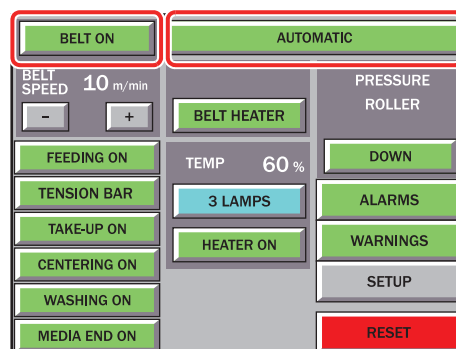 BELT ON
AUTOMATIC
BELT
SPEED 10 m/min
- +
BELT HEATER
PRESSURE
ROLLER
FEEDING ON
TEMP 60 %
DOWN
TENSION BAR
3 LAMPS
ALARMS
TAKE-UP ON
HEATER ON
WARNINGS
CENTERING ON
SETUP
WASHING ON
MEDIA END ON
RESET